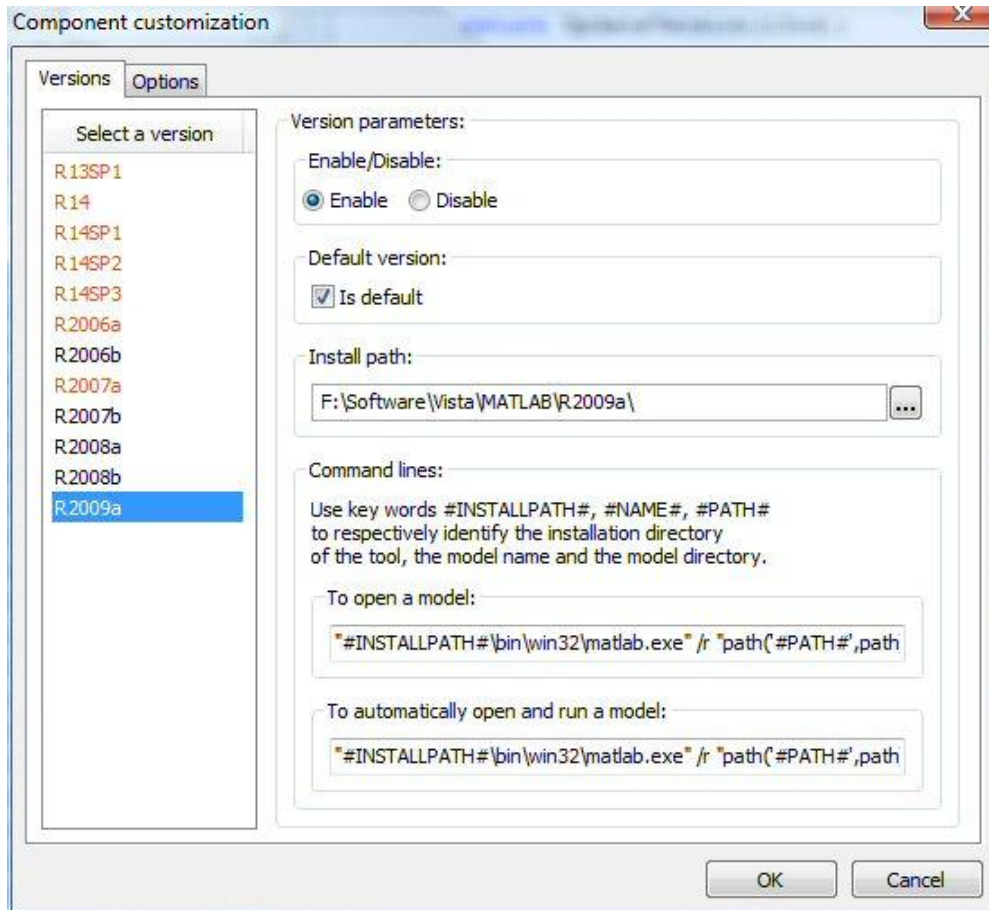 Component customization
X
Versions
Options
Select a version
R13SP1
R14
R14SP1
R14SP2
R14SP3
R2006a
R2006b
R2007a
R2007b
R2008a
R2008b
R2009a
Version parameters:
Enable/Disable:
Enable
Disable
Default version:
Is default
Install path:
F:\Software\Vista\MATLAB\R2009a\
...
Command lines:
Use key words #INSTALLPATH#, #NAME#, #PATH#
to respectively identify the installation directory
of the tool, the model name and the model directory.
To open a model:
"#INSTALLPATH#\bin\win32\matlab.exe" /r "path('#PATH#',path
To automatically open and run a model:
"#INSTALLPATH#\bin\win32\matlab.exe" /r "path('#PATH#',path
OK
Cancel